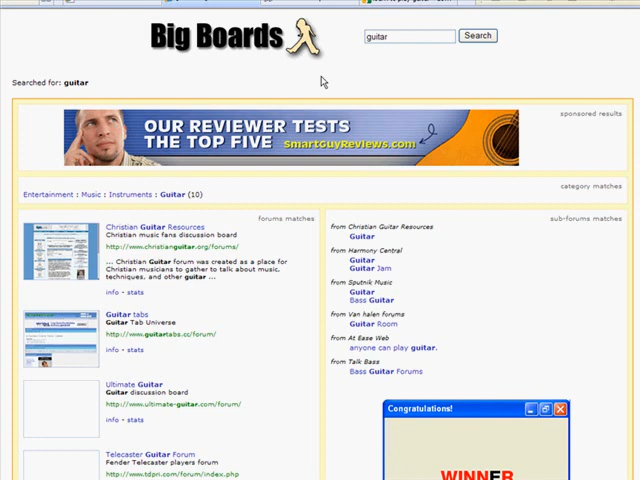 Big Boards
guitar
Search
Searched for: guitar
OUR REVIEWER TESTS
THE TOP FIVE SMARTGUYREVIEWS.COM
sponsored results
category matches
Entertainment : Music : Instruments : Guitar (10)
forums matches
Christian Guitar Resources
Christian music fans discussion board
http://www.christianguitar.org/forums/
... Christian Guitar forum was created as a place for
Christian musicians to gather to talk about music,
techniques, and other guitar ...
info - stats
Guitar tabs
Guitar Tab Universe
http://www.guitartabs.cc/forum/
info - stats
Ultimate Guitar
Guitar discussion board
http://www.ultimate-guitar.com/forum/
info - stats
Telecaster Guitar Forum
Fender Telecaster players forum
http://www.tdpri.com/forum/index.php
sub-forums matches
from Christian Guitar Resources
Guitar
from Harmony Central
Guitar
Guitar Jam
from Sputnik Music
Guitar
Bass Guitar
from Van halen forums
Guitar Room
from At Ease Web
anyone can play guitar.
from Talk Bass
Bass Guitar Forums
Congratulations!
WINNER